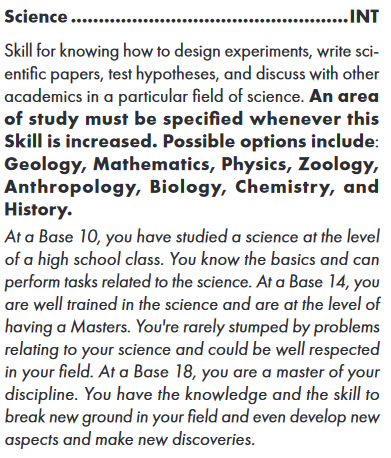 Science ................................................INT
Skill for knowing how to design experiments, write sci-
entific papers, test hypotheses, and discuss with other
academics in a particular field of science. An area
of study must be specified whenever this
Skill is increased. Possible options include:
Geology, Mathematics, Physics, Zoology,
Anthropology, Biology, Chemistry, and
History.
At a Base 10, you have studied a science at the level
of a high school class. You know the basics and can
perform tasks related to the science. At a Base 14, you
are well trained in the science and are at the level of
having a Masters. You're rarely stumped by problems
relating to your science and could be well respected
in your field. At a Base 18, you are a master of your
discipline. You have the knowledge and the skill to
break new ground in your field and even develop new
aspects and make new discoveries.